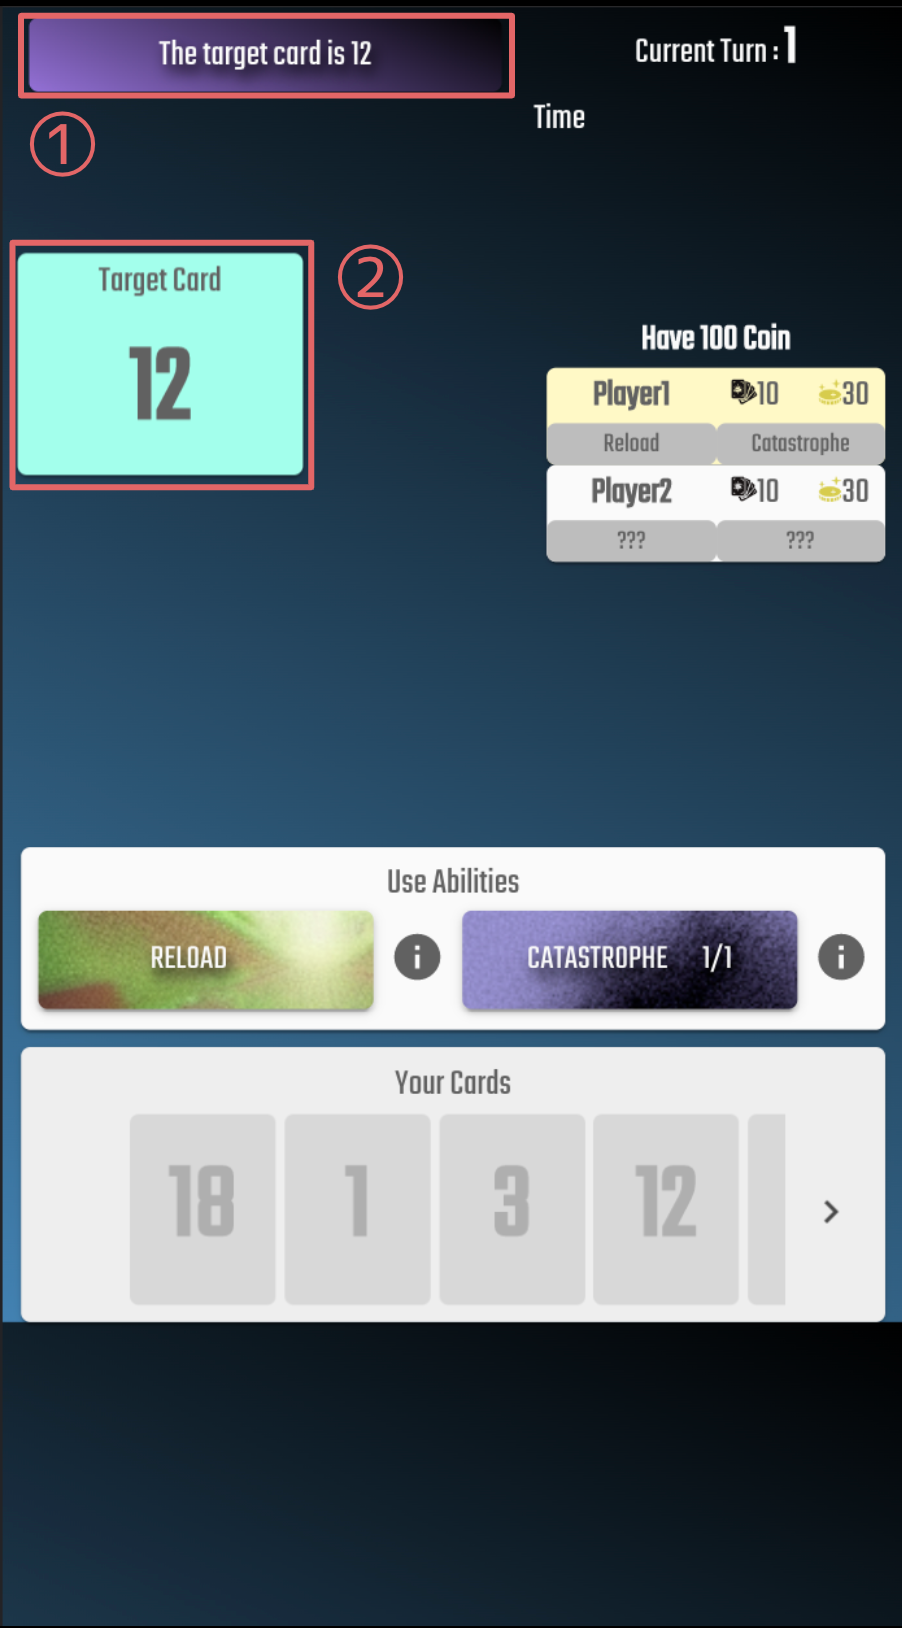 The target card is 12
Current Turn : 1
①
Time
Target Card
12
②
Have 100 Coin
Player1 10 30
Reload Catastrophe
Player2 10 30
??? ???
Use Abilities
RELOAD i CATASTROPHE 1/1 i
Your Cards
18 1 3 12